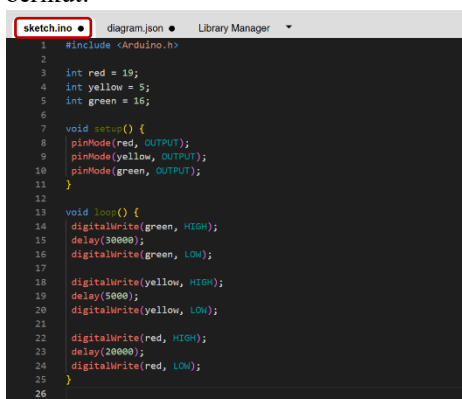 sketch.ino ● diagram.json ● Library Manager
1 #include <Arduino.h>
2
3 int red = 19;
4 int yellow = 5;
5 int green = 16;
6
7 void setup() {
8 pinMode(red, OUTPUT);
9 pinMode(yellow, OUTPUT);
10 pinMode(green, OUTPUT);
11 }
12
13 void loop() {
14 digitalWrite(green, HIGH);
15 delay(30000);
16 digitalWrite(green, LOW);
17
18 digitalWrite(yellow, HIGH);
19 delay(5000);
20 digitalWrite(yellow, LOW);
21
22 digitalWrite(red, HIGH);
23 delay(20000);
24 digitalWrite(red, LOW);
25 }
26